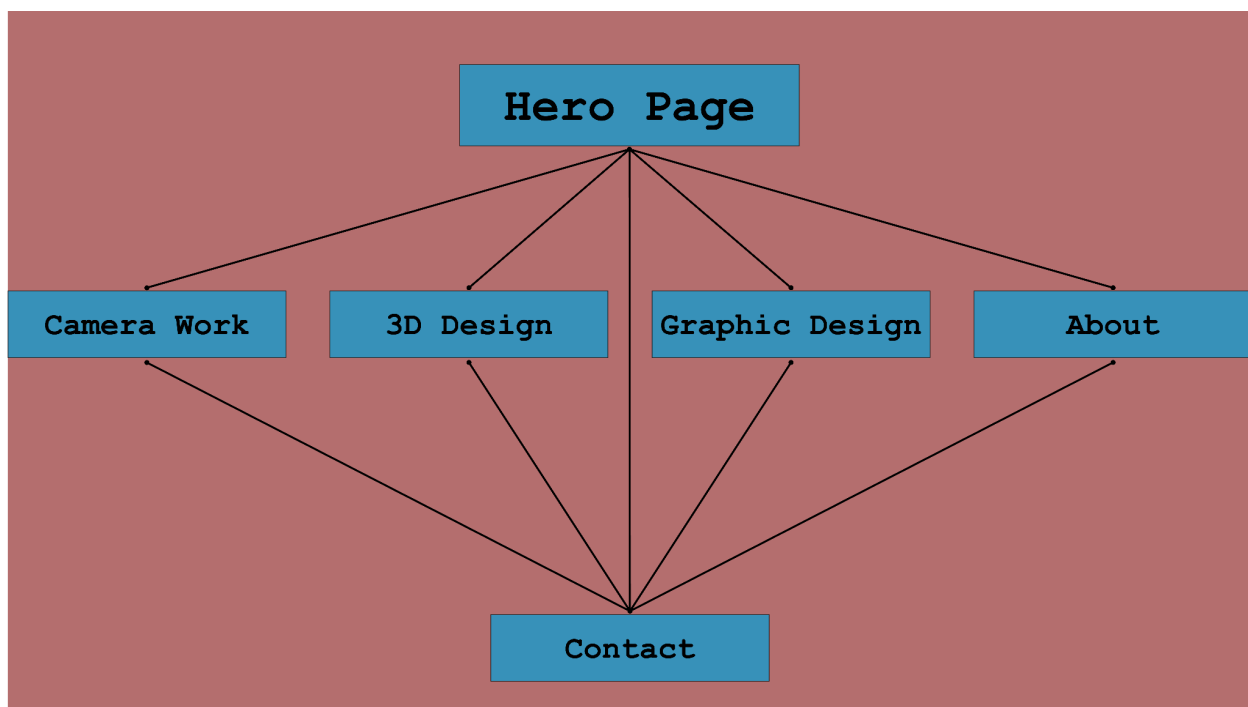 Hero Page
Camera Work
3D Design
Graphic Design
About
Contact